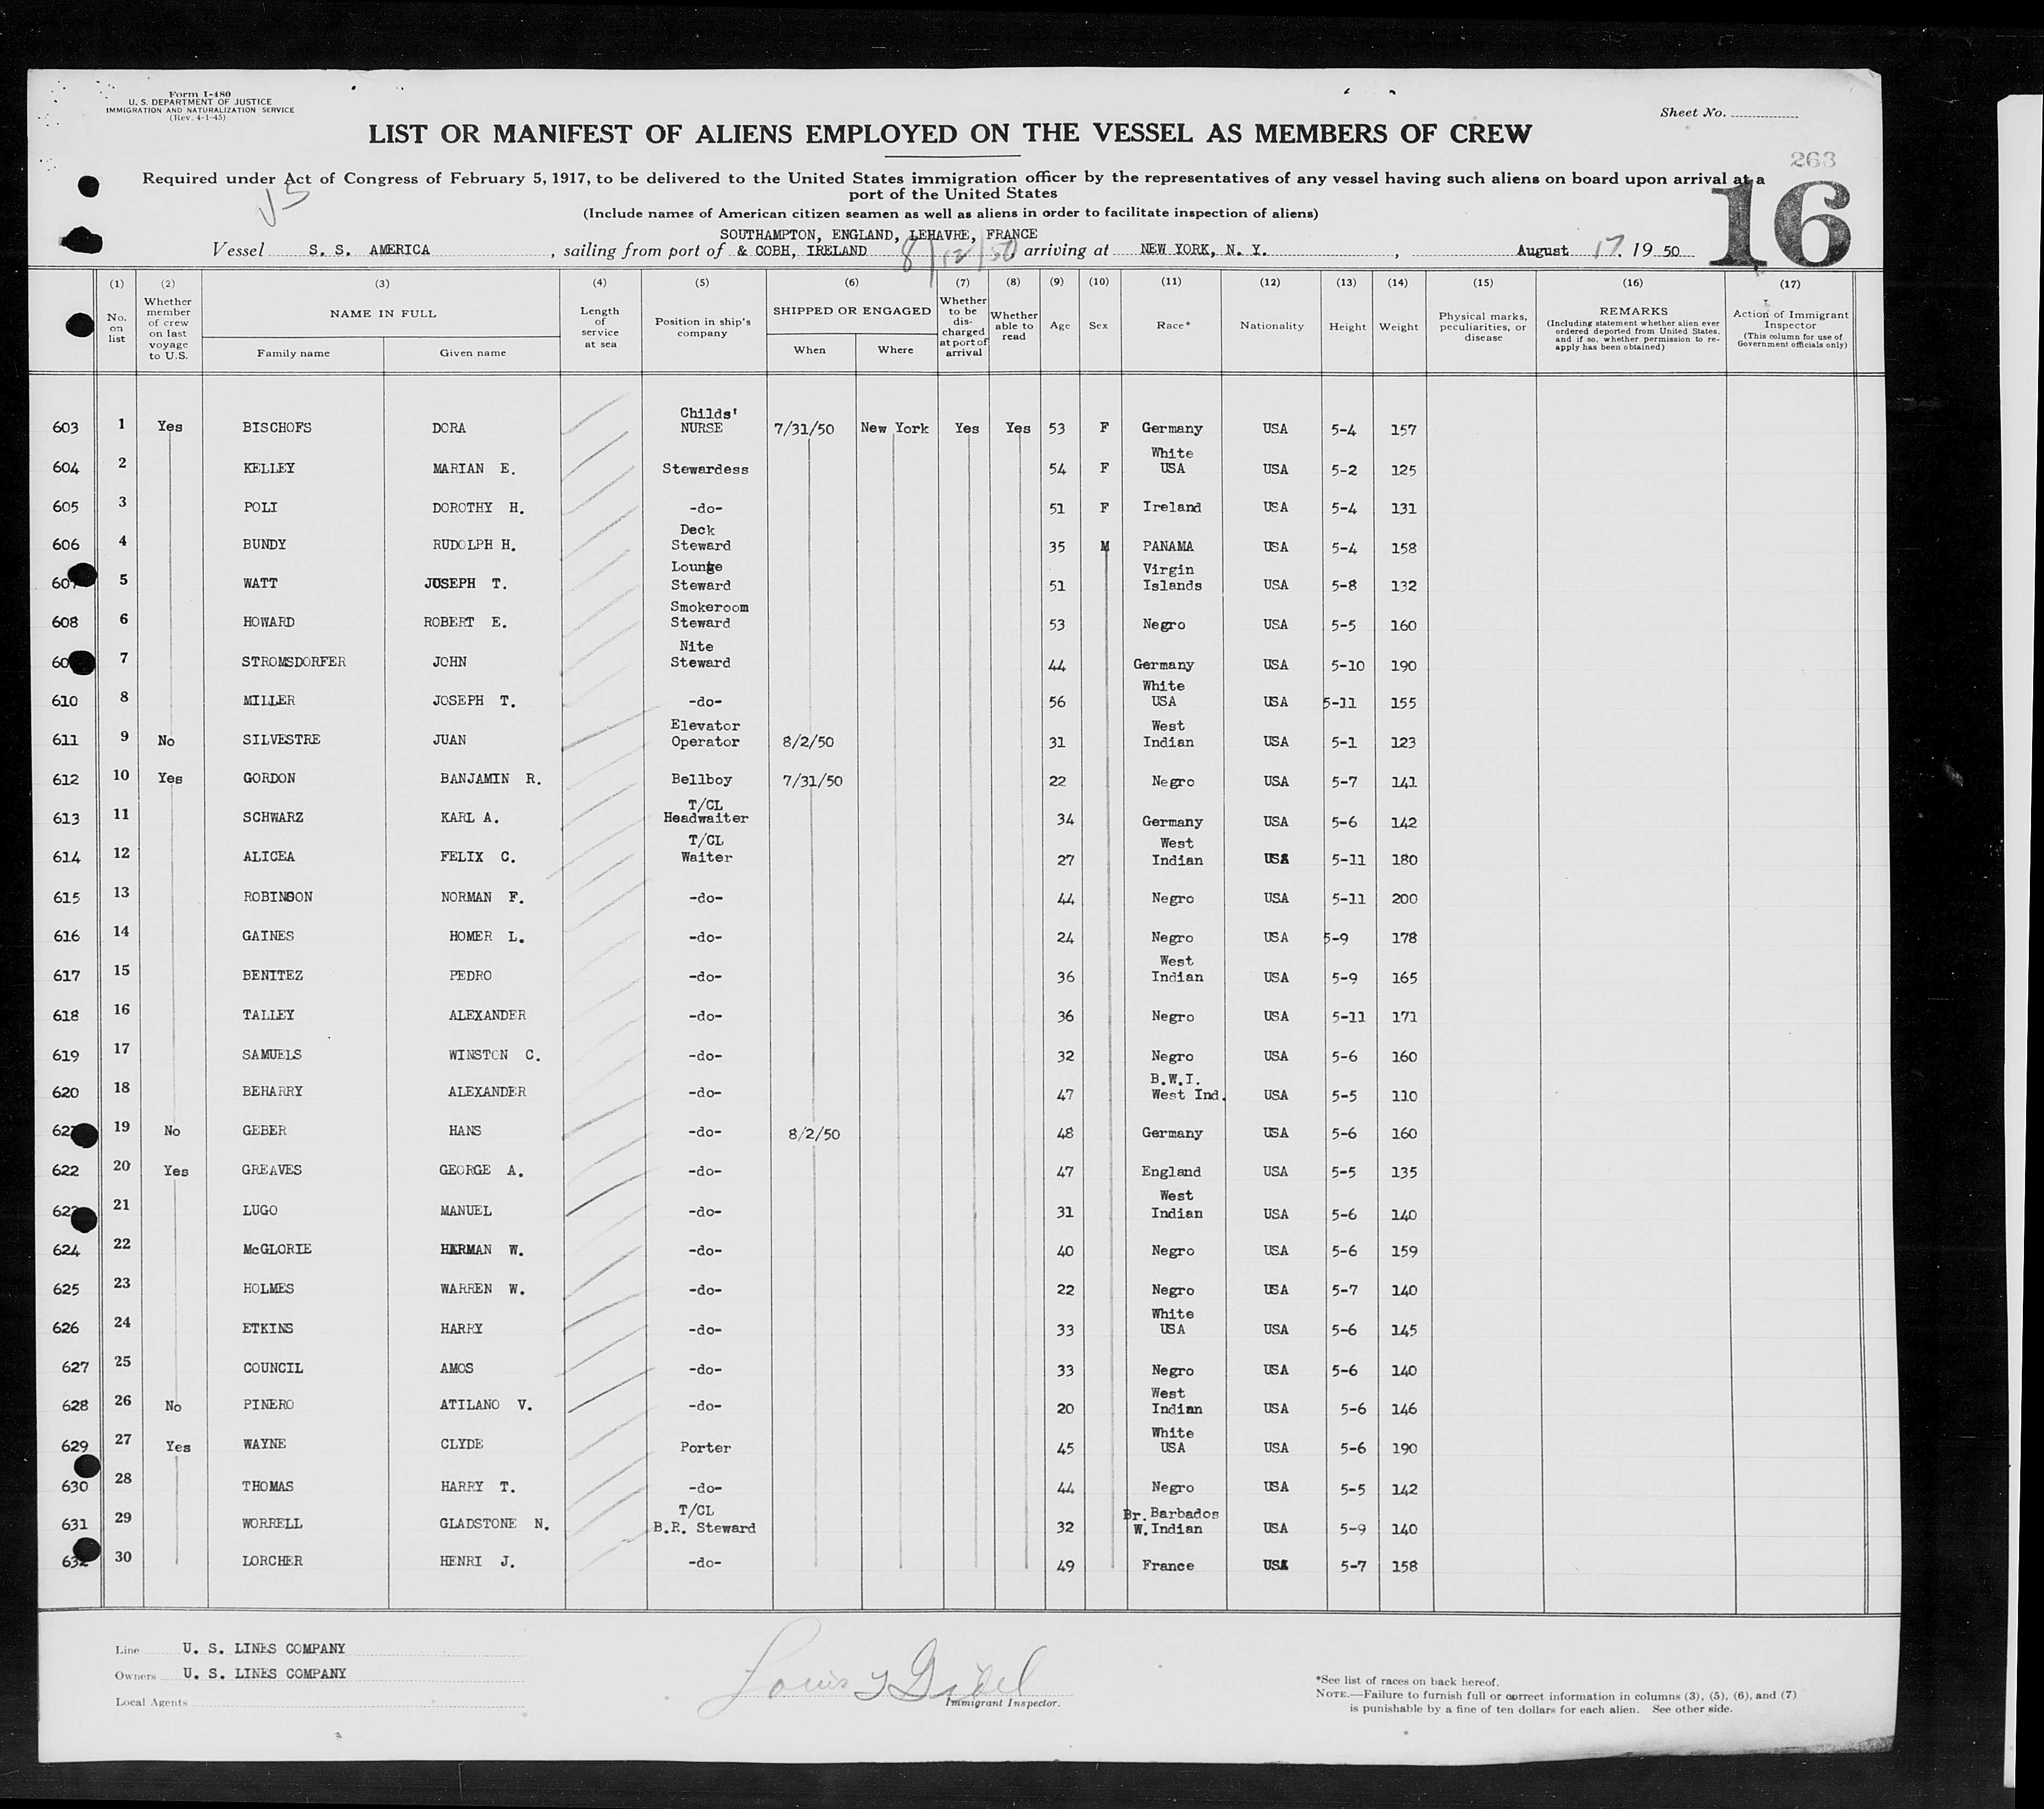 Form I-480
U. S. DEPARTMENT OF JUSTICE
IMMIGRATION AND NATURALIZATION SERVICE
(Rev. 4-1-45)
Sheet No.
LIST OR MANIFEST OF ALIENS EMPLOYED ON THE VESSEL AS MEMBERS OF CREW
263
16
Required under Act of Congress of February 5, 1917, to be delivered to the United States immigration officer by the representatives of any vessel having such aliens on board upon arrival at a
port of the United States
(Include names of American citizen seamen as well as aliens in order to facilitate inspection of aliens)
SOUTHAMPTON, ENGLAND, LEHAVRE, FRANCE
Vessel S. S. AMERICA , sailing from port of & COBH, IRELAND 8/12/50 arriving at NEW YORK, N. Y. , August 17, 19 50
(1) (2) (3) (4) (5) (6) (7) (8) (9) (10) (11) (12) (13) (14) (15) (16) (17)
No. on list
Whether member of crew on last voyage to U.S.
NAME IN FULL
Family name Given name
Length of service at sea
Position in ship's company
SHIPPED OR ENGAGED
When Where
Whether to be discharged at port of arrival
Whether able to read
Age Sex Race* Nationality Height Weight
Physical marks, peculiarities, or disease
REMARKS
(Including statement whether alien ever ordered deported from United States, and if so, whether permission to reapply has been obtained)
Action of Immigrant Inspector
(This column for use of Government officials only)
603 1 Yes BISCHOFS DORA Childs' NURSE 7/31/50 New York Yes Yes 53 F Germany USA 5-4 157
604 2 KELLEY MARIAN E. Stewardess 54 F White USA USA 5-2 125
605 3 POLI DOROTHY H. -do- 51 F Ireland USA 5-4 131
606 4 BUNDY RUDOLPH H. Deck Steward 35 M PANAMA USA 5-4 158
607 5 WATT JOSEPH T. Lounge Steward 51 Virgin Islands USA 5-8 132
608 6 HOWARD ROBERT E. Smokeroom Steward 53 Negro USA 5-5 160
60 7 STROMSDORFER JOHN Nite Steward 44 Germany USA 5-10 190
610 8 MILLER JOSEPH T. -do- 56 White USA USA 5-11 155
611 9 No SILVESTRE JUAN Elevator Operator 8/2/50 31 West Indian USA 5-1 123
612 10 Yes GORDON BANJAMIN R. Bellboy 7/31/50 22 Negro USA 5-7 141
613 11 SCHWARZ KARL A. T/CL Headwaiter 34 Germany USA 5-6 142
614 12 ALICEA FELIX C. T/CL Waiter 27 West Indian USA 5-11 180
615 13 ROBINSON NORMAN F. -do- 44 Negro USA 5-11 200
616 14 GAINES HOMER L. -do- 24 Negro USA 5-9 178
617 15 BENITEZ PEDRO -do- 36 West Indian USA 5-9 165
618 16 TALLEY ALEXANDER -do- 36 Negro USA 5-11 171
619 17 SAMUELS WINSTON C. -do- 32 Negro USA 5-6 160
620 18 BEHARRY ALEXANDER -do- 47 B.W.I. West Ind. USA 5-5 110
621 19 No GEBER HANS -do- 8/2/50 48 Germany USA 5-6 160
622 20 Yes GREAVES GEORGE A. -do- 47 England USA 5-5 135
623 21 LUGO MANUEL -do- 31 West Indian USA 5-6 140
624 22 McGLORIE HARMAN W. -do- 40 Negro USA 5-6 159
625 23 HOLMES WARREN W. -do- 22 Negro USA 5-7 140
626 24 ETKINS HARRY -do- 33 White USA USA 5-6 145
627 25 COUNCIL AMOS -do- 33 Negro USA 5-6 140
628 26 No PINERO ATILANO V. -do- 20 West Indian USA 5-6 146
629 27 Yes WAYNE CLYDE Porter 45 White USA USA 5-6 190
630 28 THOMAS HARRY T. -do- 44 Negro USA 5-5 142
631 29 WORRELL GLADSTONE N. T/CL B.R. Steward 32 Br. Barbados W.Indian USA 5-9 140
632 30 LORCHER HENRI J. -do- 49 France USA 5-7 158
Line U. S. LINES COMPANY
Owners U. S. LINES COMPANY
Local Agents
Louis
Immigrant Inspector.
*See list of races on back hereof.
NOTE.—Failure to furnish full or correct information in columns (3), (5), (6), and (7)
is punishable by a fine of ten dollars for each alien. See other side.